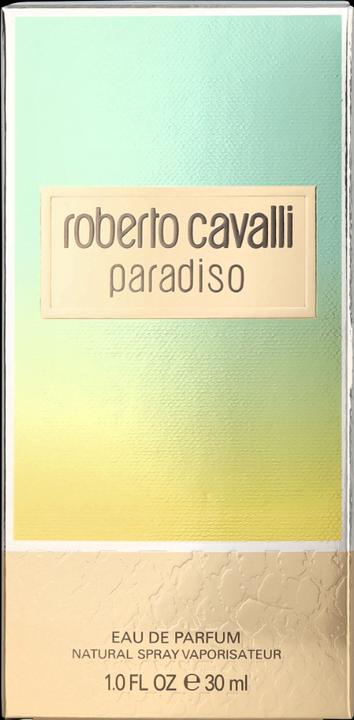 roberto cavalli
paradiso
EAU DE PARFUM
NATURAL SPRAY VAPORISATEUR
1.0 FL OZ ℮ 30 ml